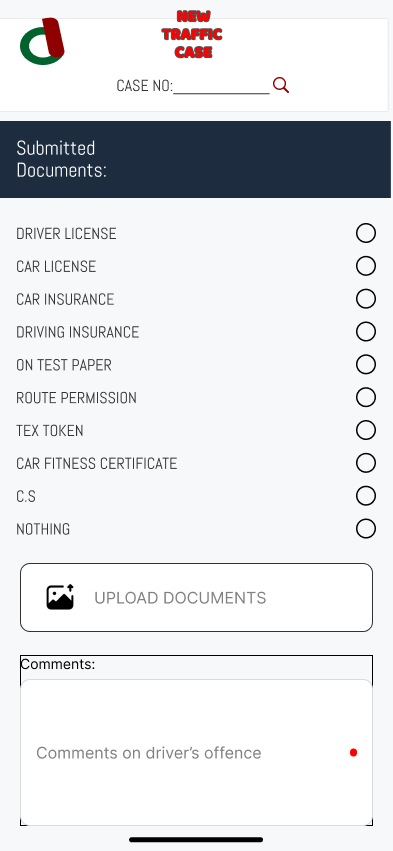 NEW
TRAFFIC
CASE
CASE NO:____________
Submitted
Documents:
DRIVER LICENSE
CAR LICENSE
CAR INSURANCE
DRIVING INSURANCE
ON TEST PAPER
ROUTE PERMISSION
TEX TOKEN
CAR FITNESS CERTIFICATE
C.S
NOTHING
UPLOAD DOCUMENTS
Comments:
Comments on driver’s offence